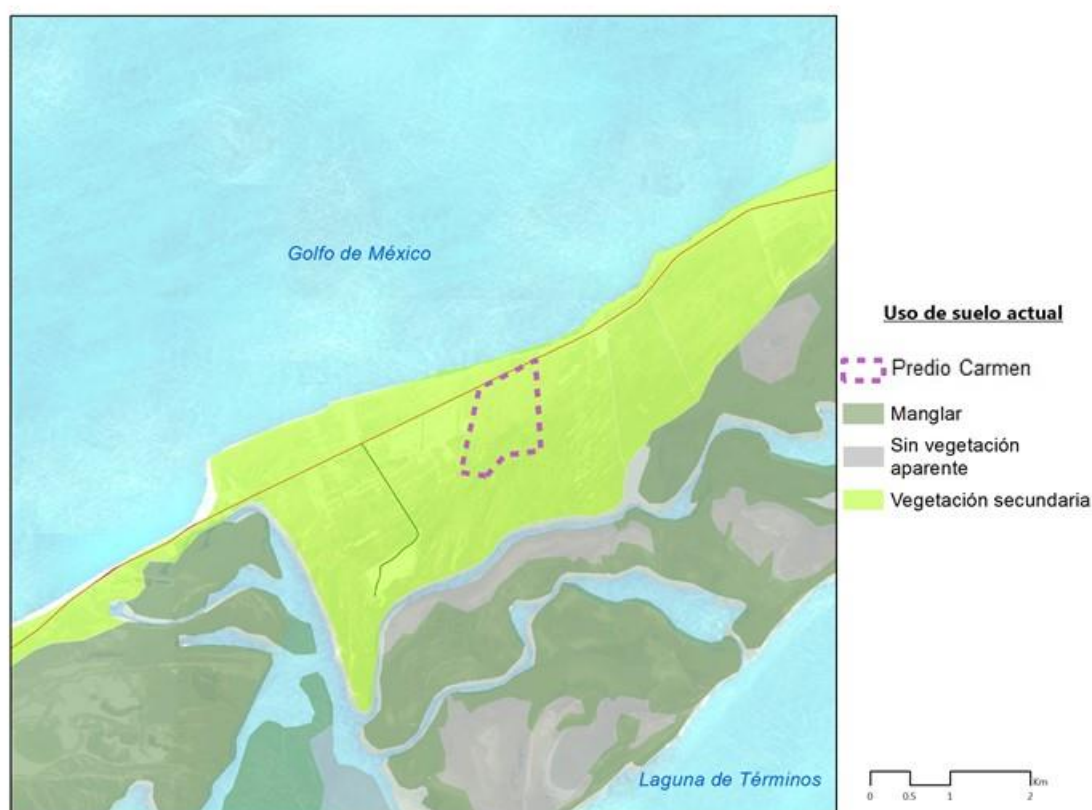 Golfo de México
Laguna de Términos
Uso de suelo actual
Predio Carmen
Manglar
Sin vegetación
aparente
Vegetación secundaria
Km
0 0.5 1 2